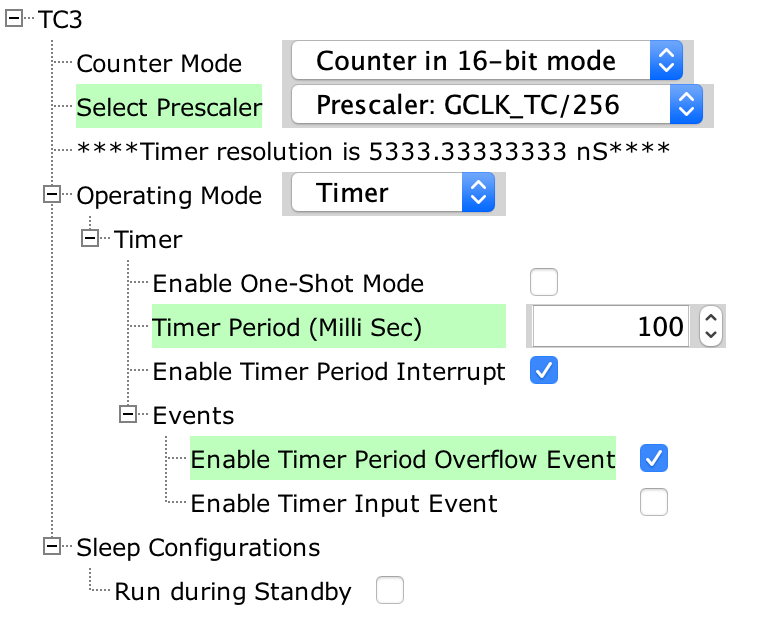 TC3
Counter Mode Counter in 16-bit mode
Select Prescaler Prescaler: GCLK_TC/256
****Timer resolution is 5333.33333333 nS****
Operating Mode Timer
Timer
Enable One-Shot Mode
Timer Period (Milli Sec) 100
Enable Timer Period Interrupt
Events
Enable Timer Period Overflow Event
Enable Timer Input Event
Sleep Configurations
Run during Standby